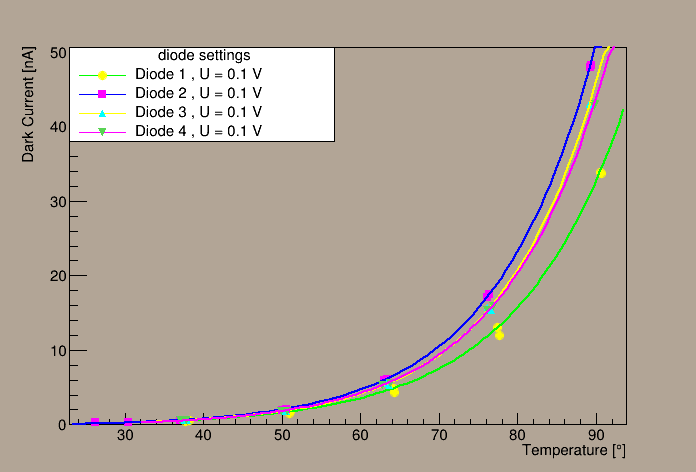 50
Dark Current [nA]
diode settings
Diode 1 , U = 0.1 V
Diode 2 , U = 0.1 V
Diode 3 , U = 0.1 V
Diode 4 , U = 0.1 V
40
30
20
10
0
30 40 50 60 70 80 90
Temperature [°]